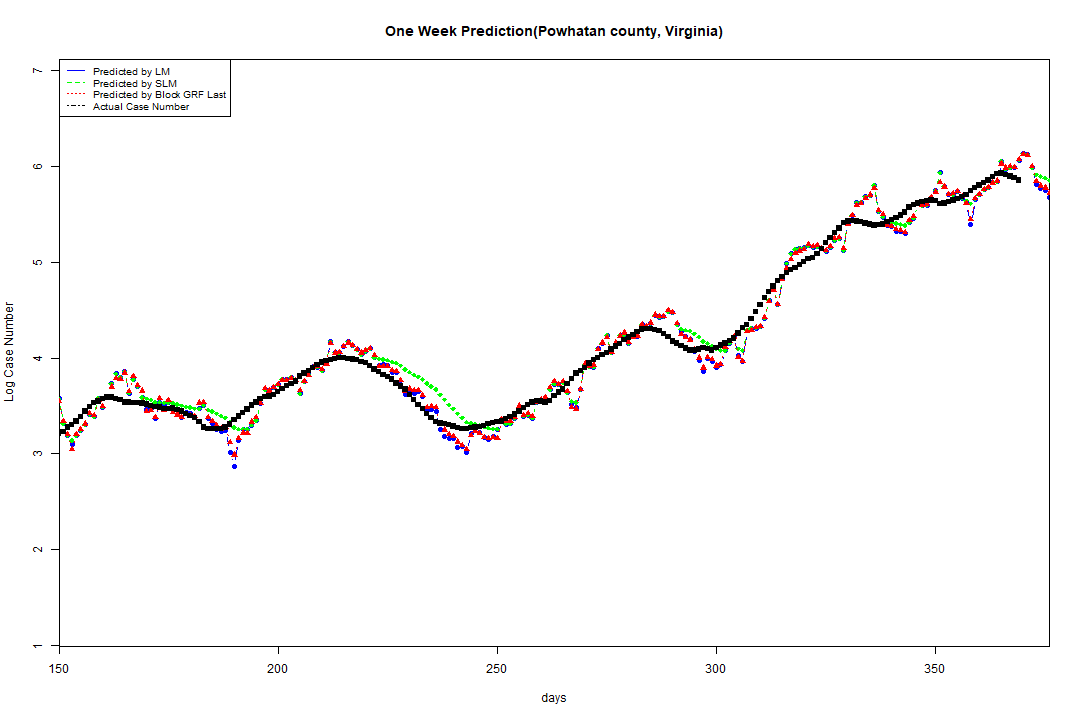 One Week Prediction(Powhatan county, Virginia)
Predicted by LM
Predicted by SLM
Predicted by Block GRF Last
Actual Case Number
7
6
5
4
3
2
1
Log Case Number
150
200
250
300
350
days